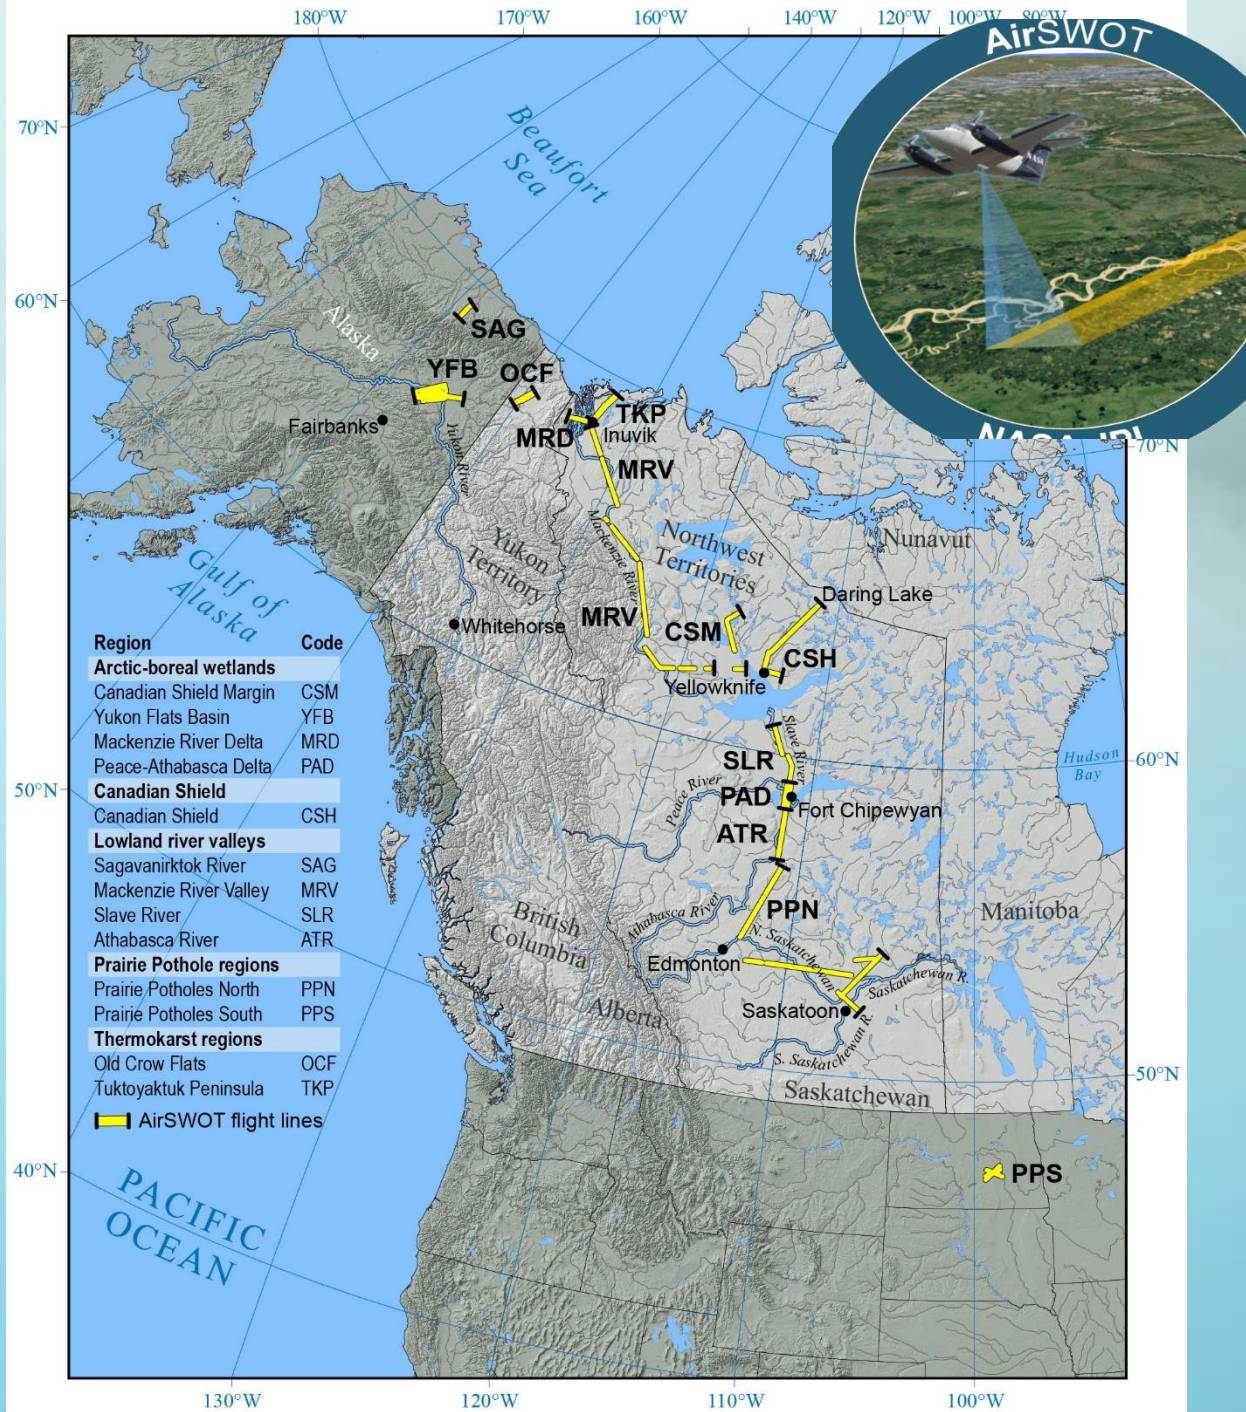 180°W 170°W 160°W 140°W 120°W 100°W 80°W
AirSWOT
NASA
70°N
Beaufort
Sea
60°N
Alaska
SAG
YFB
OCF
TKP
Fairbanks
MRD
Inuvik
70°N
Yukon River
MRV
Mackenzie River
Northwest
Territories
Nunavut
Yukon
Territory
Gulf of
Alaska
Daring Lake
MRV
CSM
Whitehorse
CSH
Yellowknife
Region Code
Arctic-boreal wetlands
Canadian Shield Margin CSM
Yukon Flats Basin YFB
Mackenzie River Delta MRD
Peace-Athabasca Delta PAD
Canadian Shield
Canadian Shield CSH
Lowland river valleys
Sagavanirktok River SAG
Mackenzie River Valley MRV
Slave River SLR
Athabasca River ATR
Prairie Pothole regions
Prairie Potholes North PPN
Prairie Potholes South PPS
Thermokarst regions
Old Crow Flats OCF
Tuktoyaktuk Peninsula TKP
AirSWOT flight lines
Slave River
SLR
Hudson
Bay
60°N
50°N
Peace River
PAD
Fort Chipewyan
ATR
Athabasca River
PPN
British
Columbia
Manitoba
N. Saskatchewan
Edmonton
Saskatchewan R.
Alberta
Saskatoon
S. Saskatchewan R.
50°N
Saskatchewan
40°N
PACIFIC
OCEAN
PPS
130°W 120°W 110°W 100°W